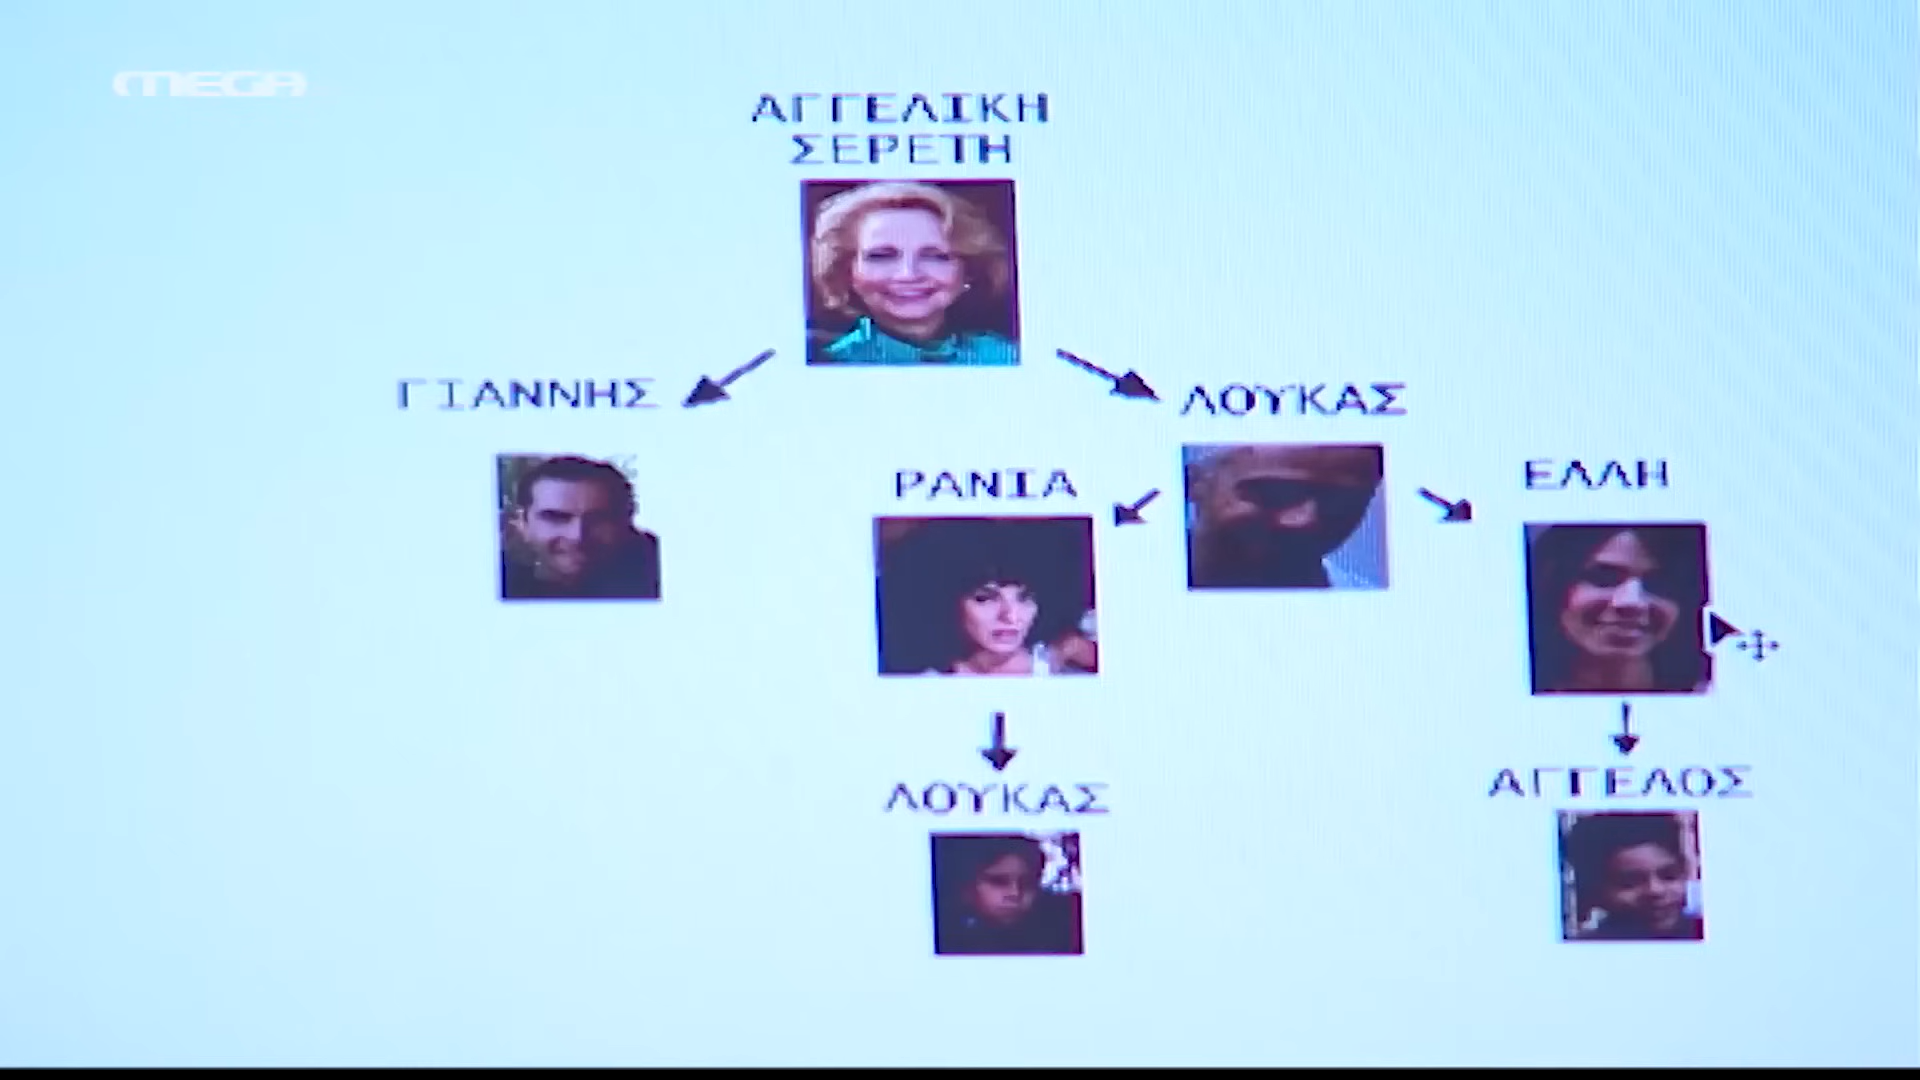 MEGA
ΑΓΓΕΛΙΚΗ
ΣΕΡΕΤΗ
ΓΙΑΝΝΗΣ
ΛΟΥΚΑΣ
ΡΑΝΙΑ
ΕΛΛΗ
ΛΟΥΚΑΣ
ΑΓΓΕΛΟΣ